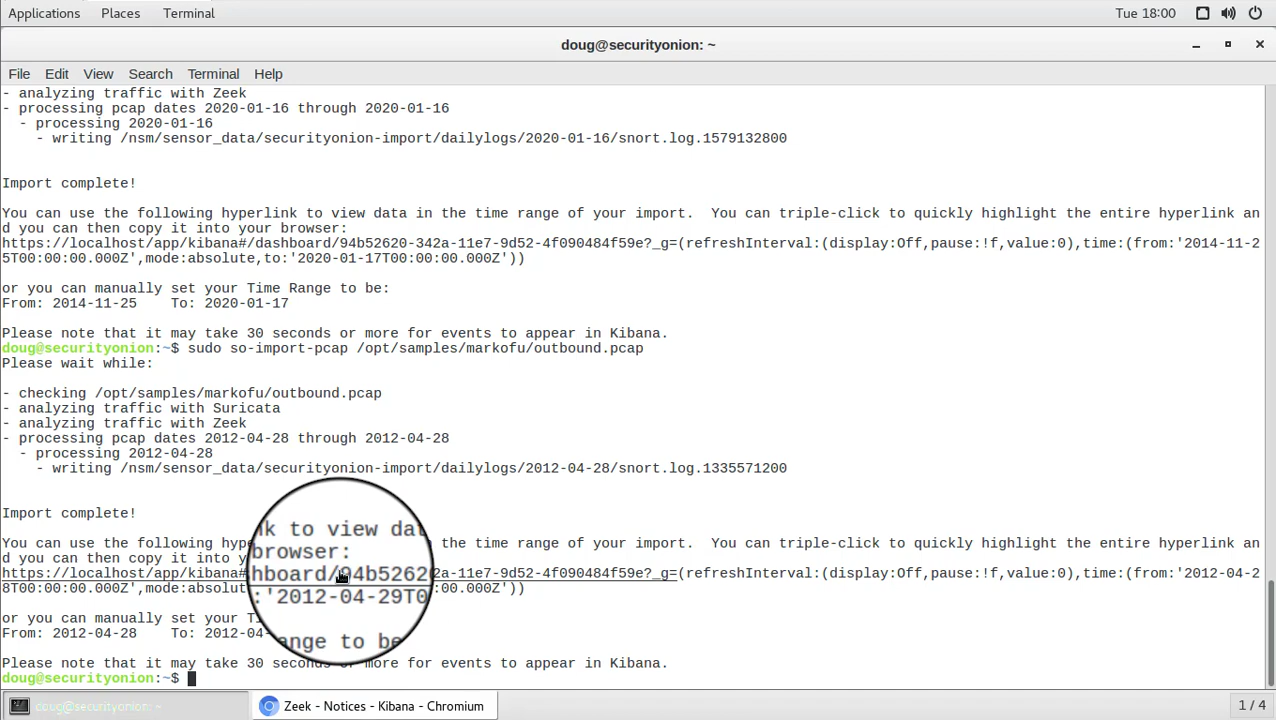 Applications Places Terminal Tue 18:00
doug@securityonion: ~
File Edit View Search Terminal Help
- analyzing traffic with Zeek
- processing pcap dates 2020-01-16 through 2020-01-16
- processing 2020-01-16
- writing /nsm/sensor_data/securityonion-import/dailylogs/2020-01-16/snort.log.1579132800
Import complete!
You can use the following hyperlink to view data in the time range of your import.  You can triple-click to quickly highlight the entire hyperlink an
d you can then copy it into your browser:
https://localhost/app/kibana#/dashboard/94b52620-342a-11e7-9d52-4f090484f59e?_g=(refreshInterval:(display:Off,pause:!f,value:0),time:(from:'2014-11-2
5T00:00:00.000Z',mode:absolute,to:'2020-01-17T00:00:00.000Z'))
or you can manually set your Time Range to be:
From: 2014-11-25    To: 2020-01-17
Please note that it may take 30 seconds or more for events to appear in Kibana.
doug@securityonion:~$ sudo so-import-pcap /opt/samples/markofu/outbound.pcap
Please wait while:
- checking /opt/samples/markofu/outbound.pcap
- analyzing traffic with Suricata
- analyzing traffic with Zeek
- processing pcap dates 2012-04-28 through 2012-04-28
- processing 2012-04-28
- writing /nsm/sensor_data/securityonion-import/dailylogs/2012-04-28/snort.log.1335571200
Import complete!
You can use the following hype nk to view dat the time range of your import.  You can triple-click to quickly highlight the entire hyperlink an
d you can then copy it into y browser:
https://localhost/app/kibana# hboard/94b5262 2a-11e7-9d52-4f090484f59e?_g=(refreshInterval:(display:Off,pause:!f,value:0),time:(from:'2012-04-2
8T00:00:00.000Z',mode:absolut :'2012-04-29T0 :00:00.000Z'))
or you can manually set your T ange to be
From: 2012-04-28    To: 2012-04-
Please note that it may take 30 seconds or more for events to appear in Kibana.
doug@securityonion:~$
doug@securityonion: ~ Zeek - Notices - Kibana - Chromium 1 / 4